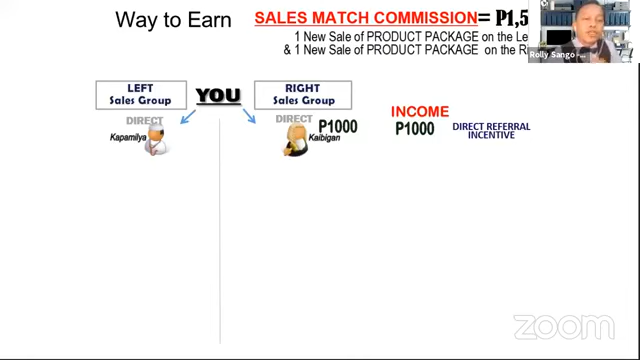 Way to Earn
SALES MATCH COMMISSION = ₱1,5
1 New Sale of PRODUCT PACKAGE on the Le
& 1 New Sale of PRODUCT PACKAGE on the R
Rolly Sango
LEFT
Sales Group
YOU
RIGHT
Sales Group
DIRECT
Kapamilya
DIRECT
Kaibigan
P1000
INCOME
P1000
DIRECT REFERRAL
INCENTIVE
zoom